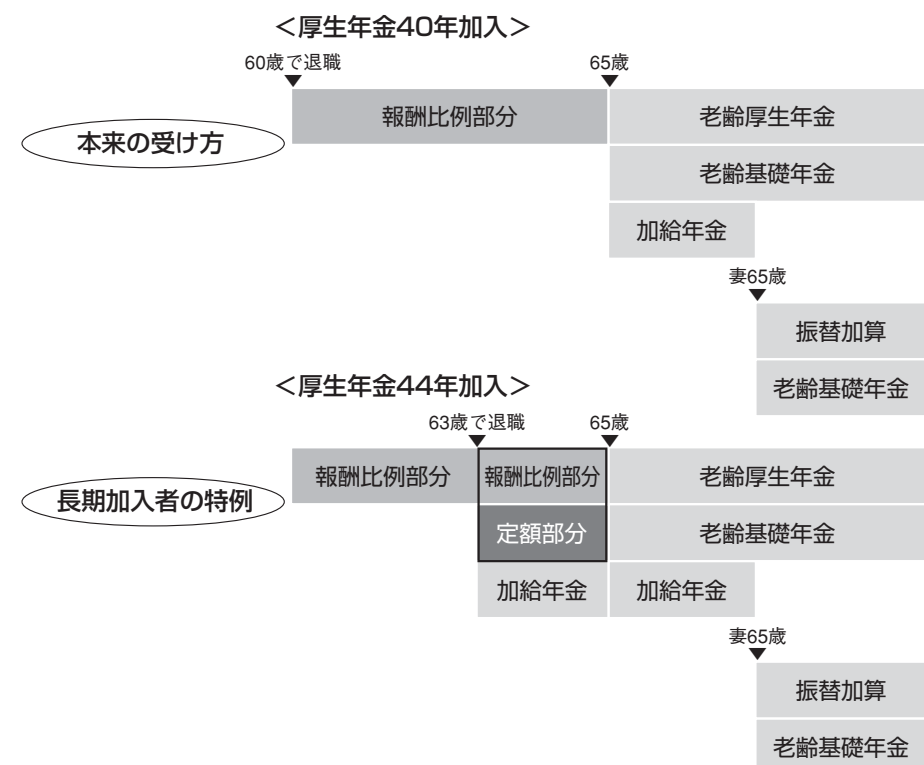 ＜厚生年金40年加入＞
60歳で退職 65歳
本来の受け方
報酬比例部分 老齢厚生年金
老齢基礎年金
加給年金
妻65歳
振替加算
老齢基礎年金
＜厚生年金44年加入＞
63歳で退職 65歳
長期加入者の特例
報酬比例部分 報酬比例部分 老齢厚生年金
定額部分 老齢基礎年金
加給年金 加給年金
妻65歳
振替加算
老齢基礎年金